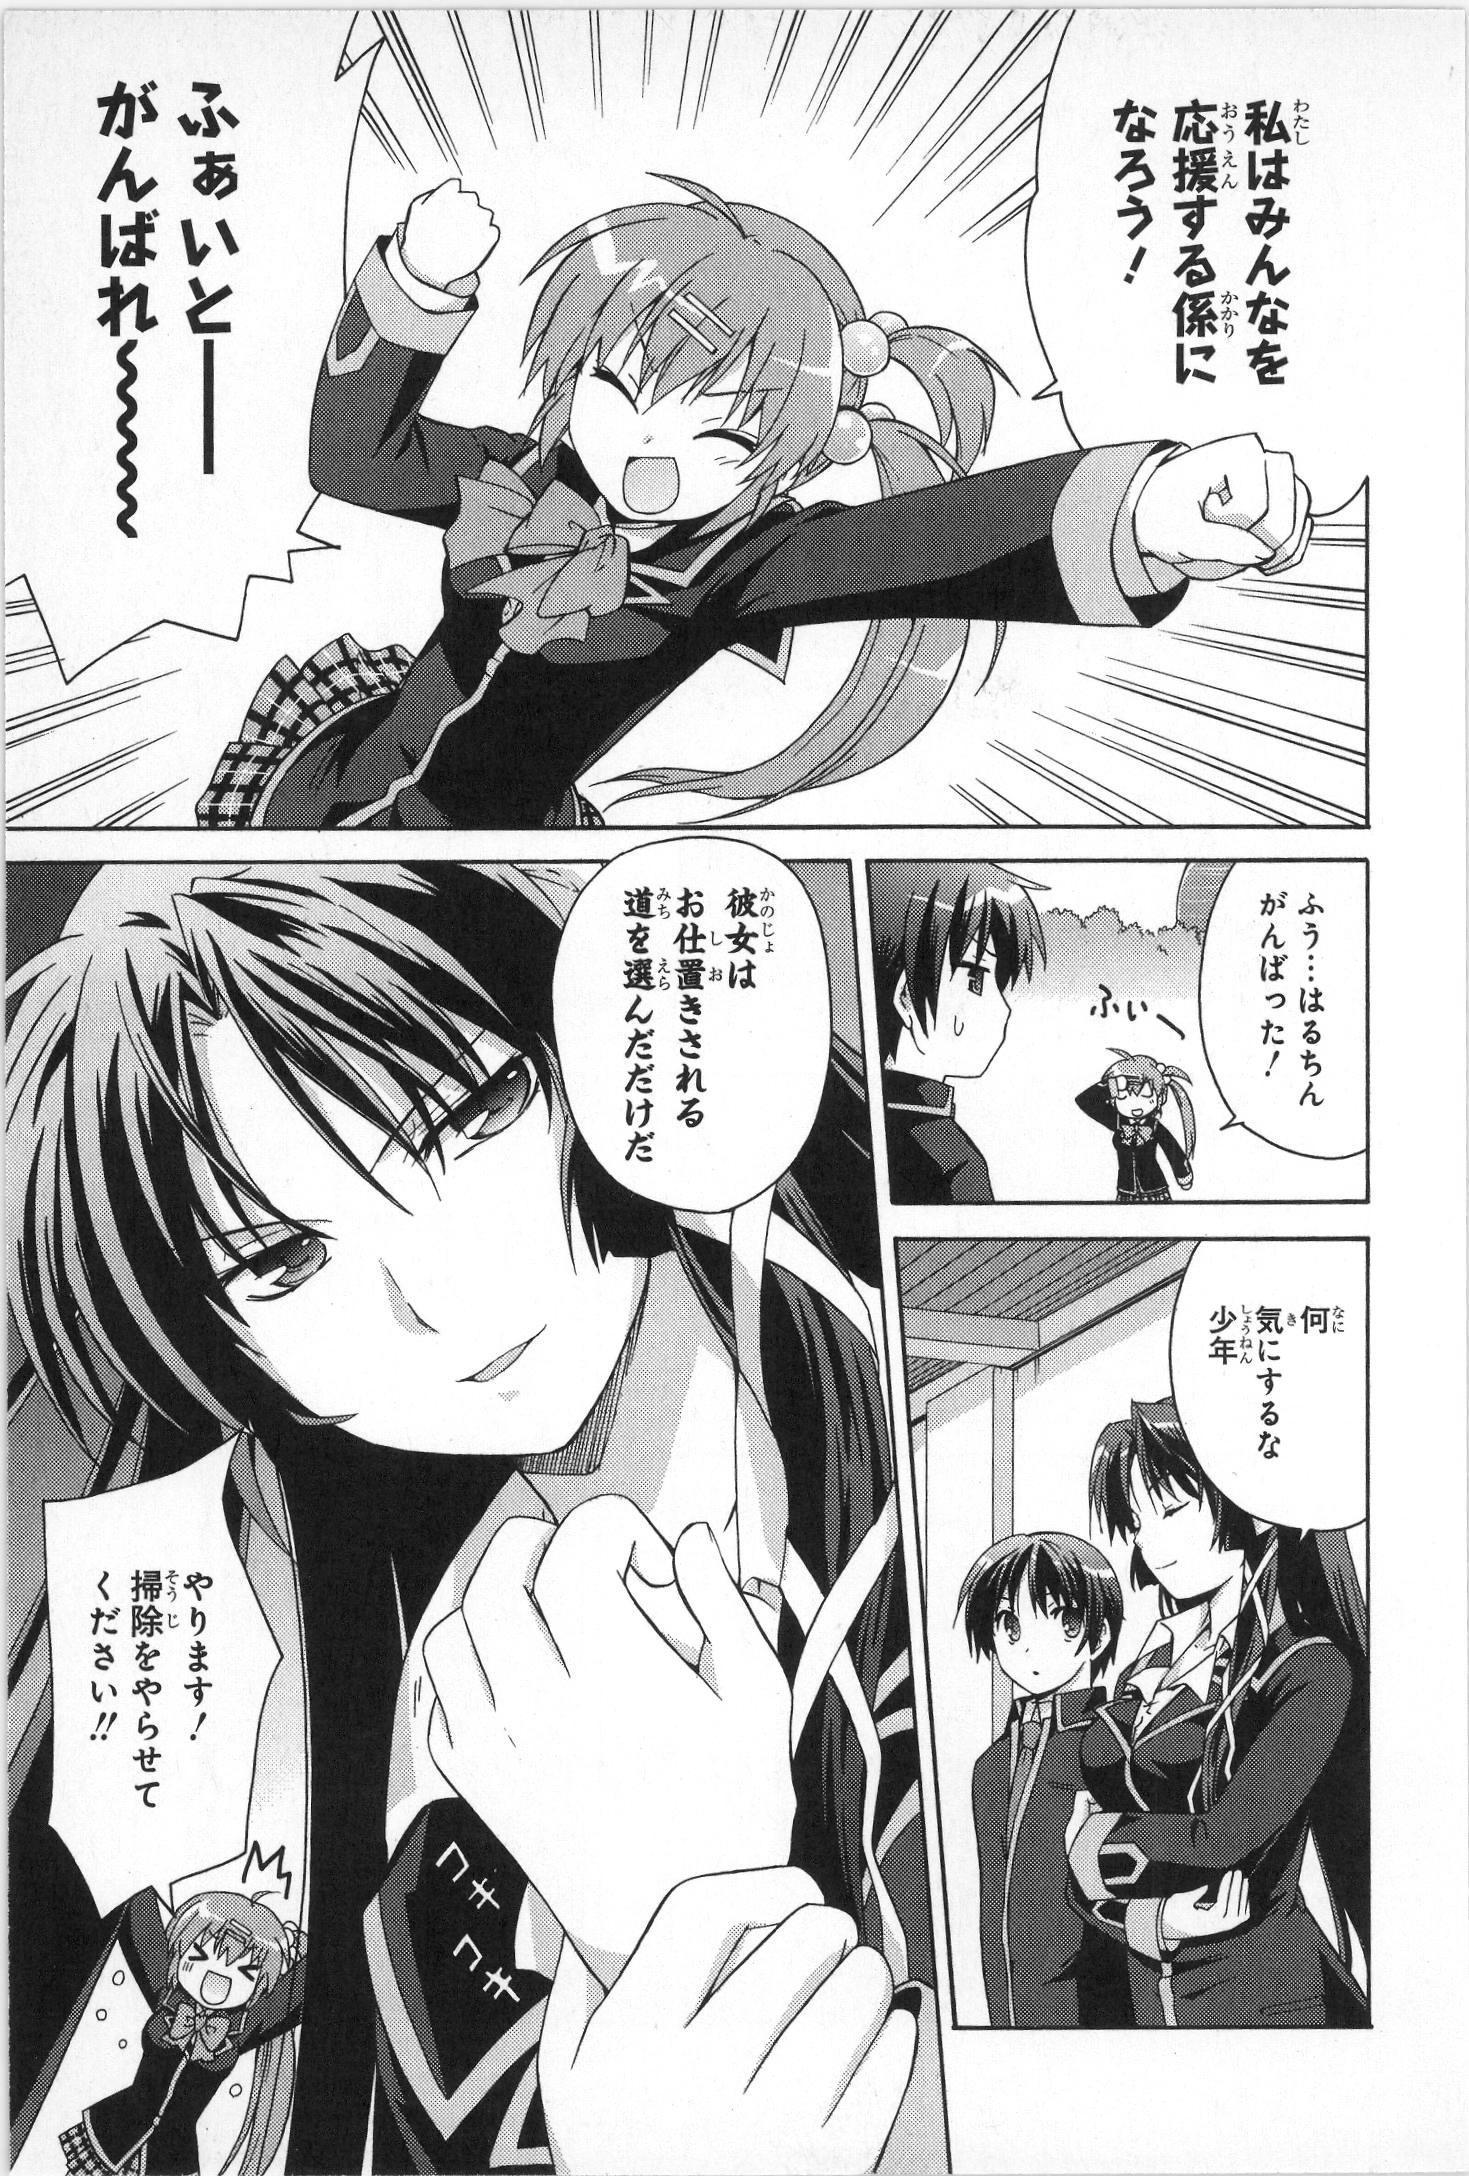 私はみんなを
応援する係に
なろう！
ふぁいとーー
がんばれ～～～
ふう…はるちん
がんばった！
ふぃー
何
気にするな
少年
彼女は
お仕置きされる
道を選んだだけだ
コキ
コキ
やります！
掃除をやらせて
ください!!